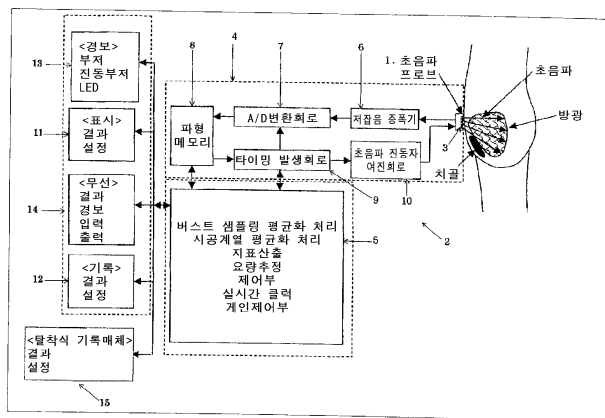 8
4
7
6
1. 초음파
프로브
초음파
방광
3
치골
<경보>
부저
진동부저
LED
13
<표시>
결과
설정
11
<무선>
결과
경보
입력
출력
14
<기록>
결과
설정
12
<탈착식 기록매체>
결과
설정
15
파형
메모리
A/D변환회로
저잡음 증폭기
타이밍 발생회로
초음파 진동자
여진회로
9
10
2
버스트 샘플링 평균화 처리
시공계열 평균화 처리
지표산출
요량추정
제어부
실시간 클럭
게인제어부
5